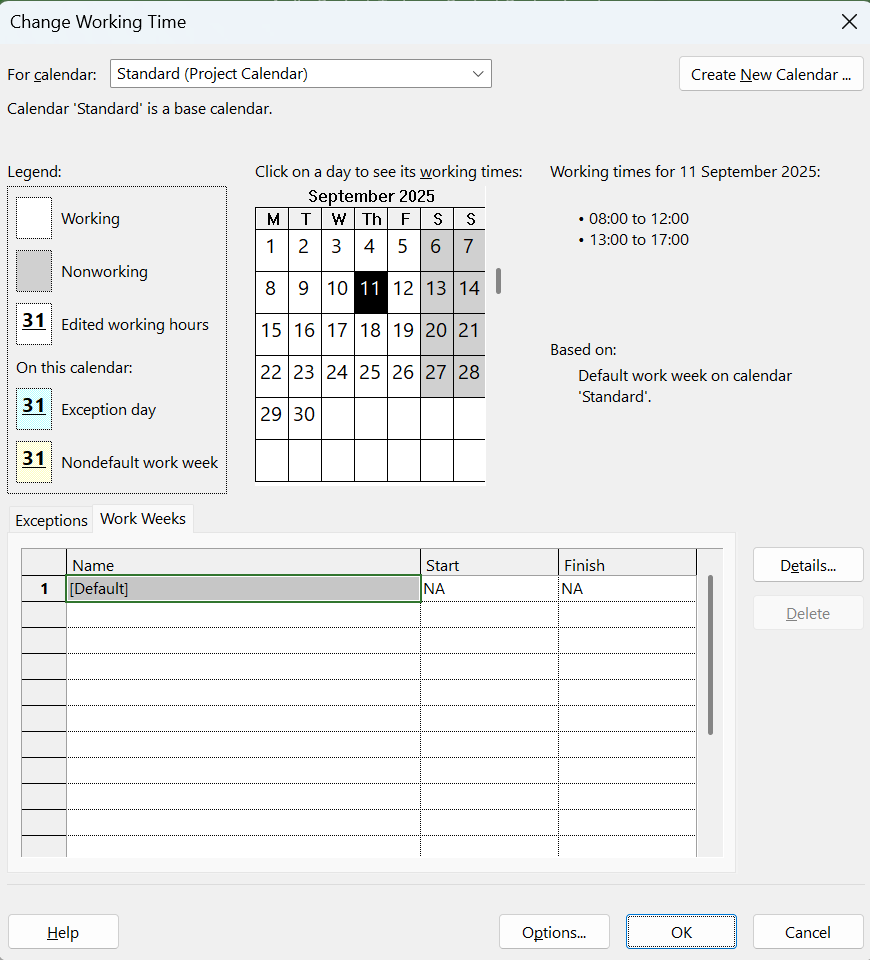 Change Working Time
For calendar: Standard (Project Calendar) Create New Calendar ...
Calendar 'Standard' is a base calendar.
Legend:
Working
Nonworking
31 Edited working hours
On this calendar:
31 Exception day
31 Nondefault work week
Click on a day to see its working times:
September 2025
M T W Th F S S
1 2 3 4 5 6 7
8 9 10 11 12 13 14
15 16 17 18 19 20 21
22 23 24 25 26 27 28
29 30
Working times for 11 September 2025:
• 08:00 to 12:00
• 13:00 to 17:00
Based on:
Default work week on calendar
'Standard'.
Exceptions Work Weeks
Name Start Finish
1 [Default] NA NA
Details...
Delete
Help Options... OK Cancel